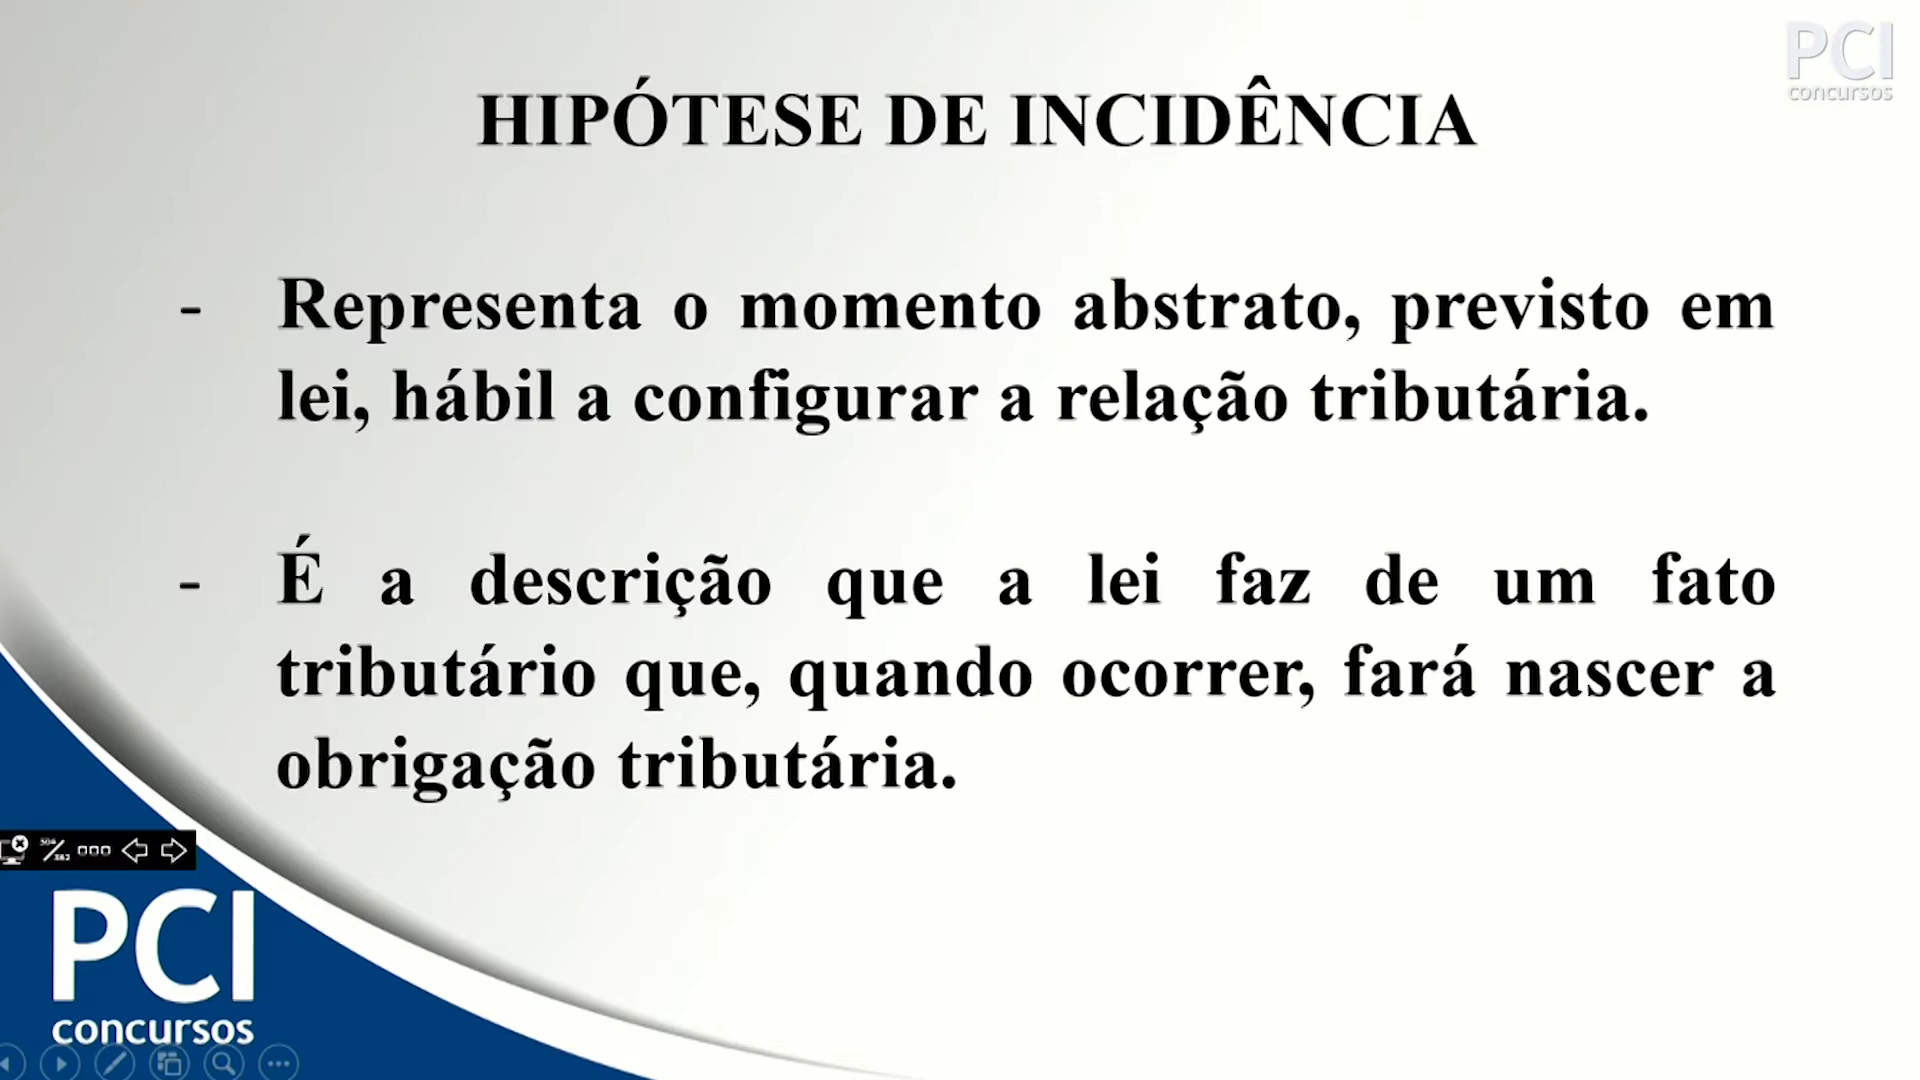 PCI
concursos
HIPÓTESE DE INCIDÊNCIA
- Representa o momento abstrato, previsto em
lei, hábil a configurar a relação tributária.
- É a descrição que a lei faz de um fato
tributário que, quando ocorrer, fará nascer a
obrigação tributária.
PCI
concursos